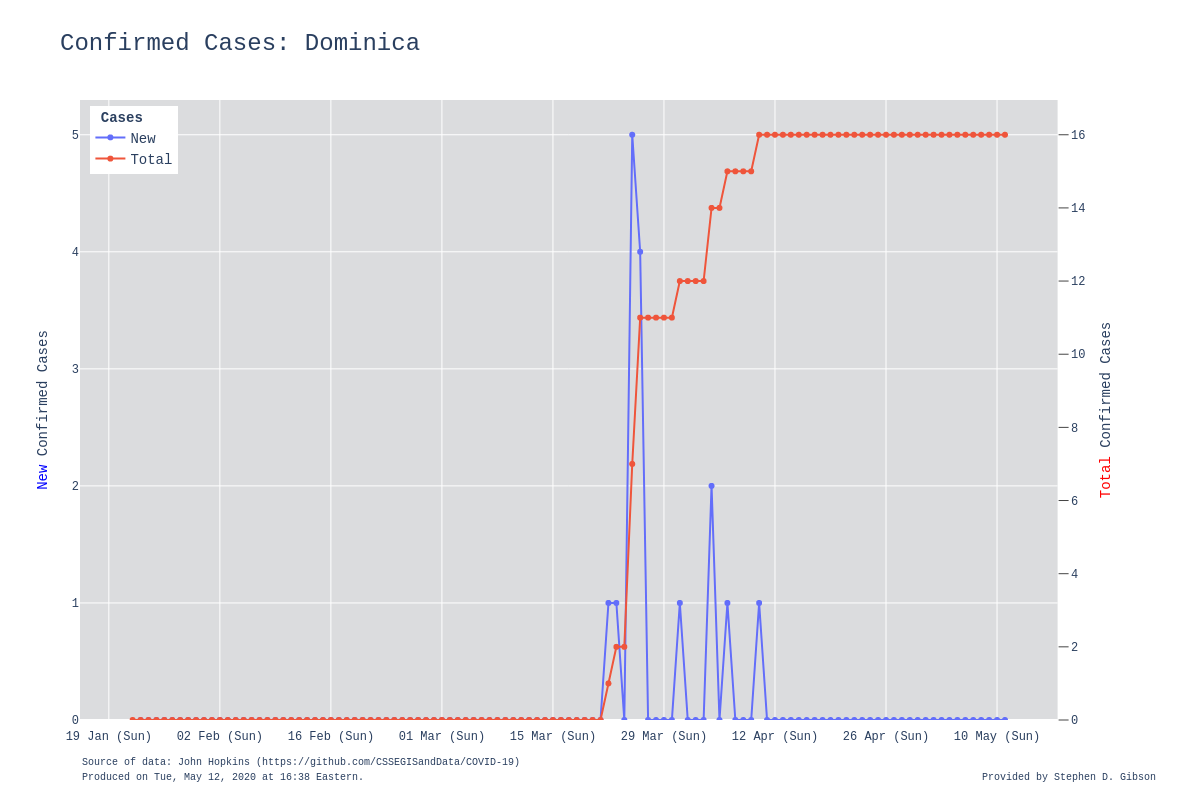 Confirmed Cases: Dominica
Cases
New
Total
5
4
3
2
1
0
New Confirmed Cases
16
14
12
10
8
6
4
2
0
Total Confirmed Cases
19 Jan (Sun) 02 Feb (Sun) 16 Feb (Sun) 01 Mar (Sun) 15 Mar (Sun) 29 Mar (Sun) 12 Apr (Sun) 26 Apr (Sun) 10 May (Sun)
Source of data: John Hopkins (https://github.com/CSSEGISandData/COVID-19)
Produced on Tue, May 12, 2020 at 16:38 Eastern.
Provided by Stephen D. Gibson